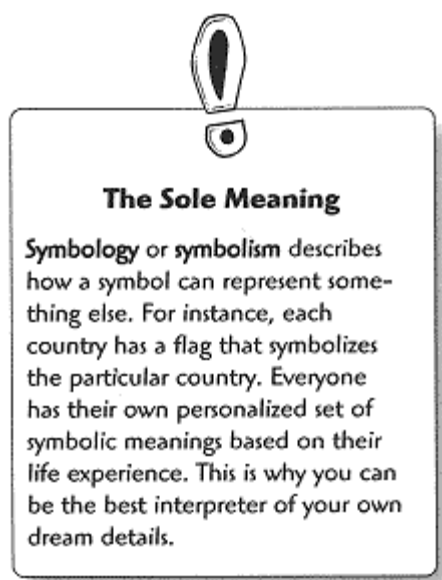 The Sole Meaning
Symbology or symbolism describes
how a symbol can represent some-
thing else. For instance, each
country has a flag that symbolizes
the particular country. Everyone
has their own personalized set of
symbolic meanings based on their
life experience. This is why you can
be the best interpreter of your own
dream details.